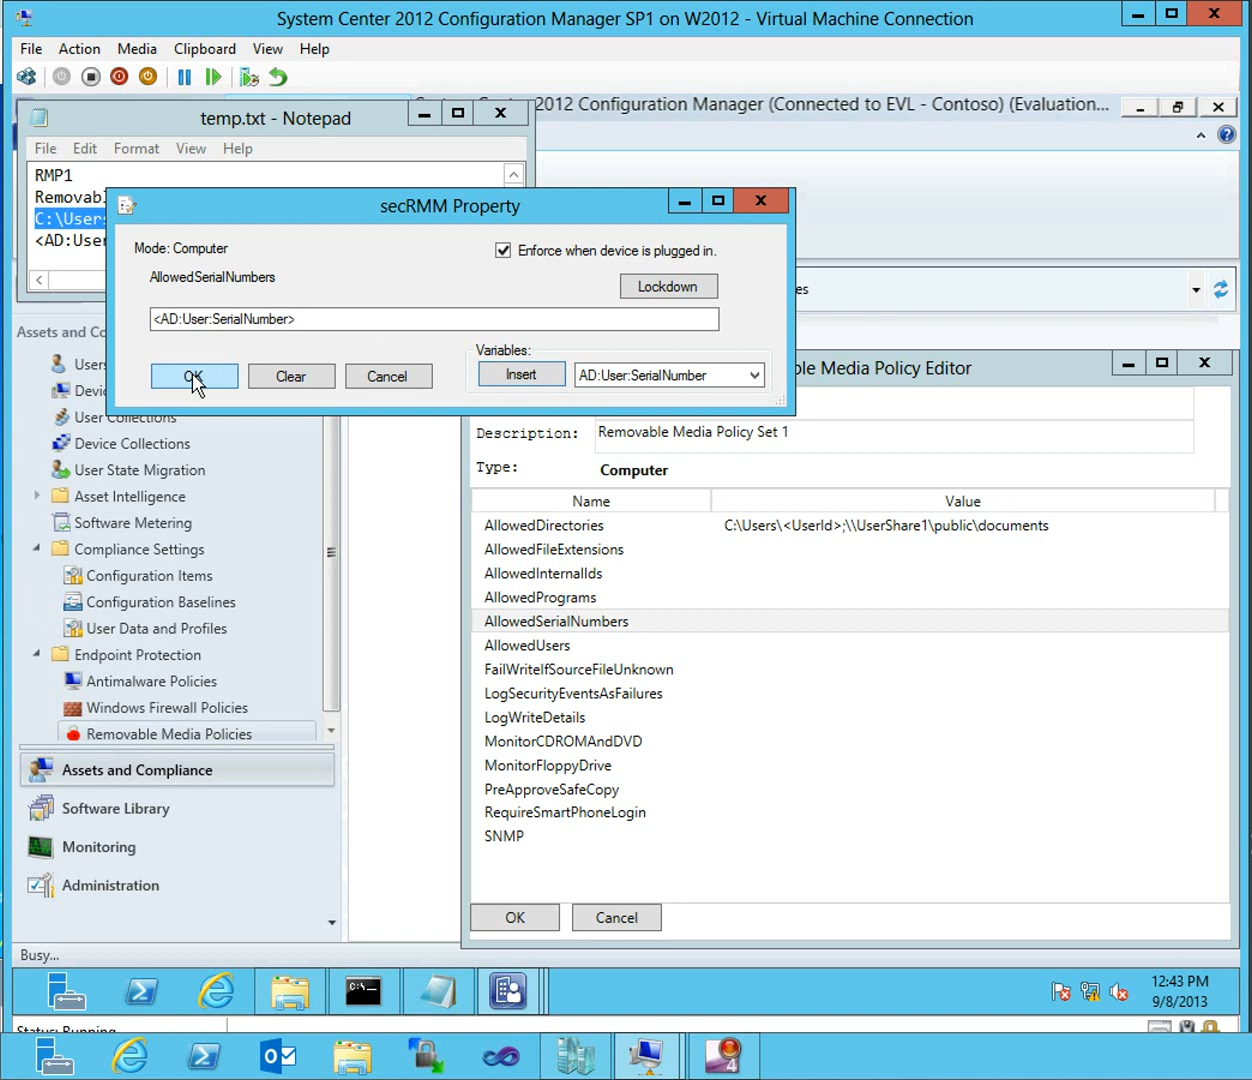 System Center 2012 Configuration Manager SP1 on W2012 - Virtual Machine Connection
File Action Media Clipboard View Help
2012 Configuration Manager (Connected to EVL - Contoso) (Evaluation...
temp.txt - Notepad
File Edit Format View Help
RMP1
C:\Users
<AD:User
secRMM Property
Mode: Computer
Enforce when device is plugged in.
AllowedSerialNumbers
Lockdown
<AD:User:SerialNumber>
Variables:
OK Clear Cancel Insert AD:User:SerialNumber
es
Assets and Co
Users
Devi
User Collections
Device Collections
User State Migration
Asset Intelligence
Software Metering
Compliance Settings
Configuration Items
Configuration Baselines
User Data and Profiles
Endpoint Protection
Antimalware Policies
Windows Firewall Policies
Removable Media Policies
Assets and Compliance
Software Library
Monitoring
Administration
ble Media Policy Editor
Description: Removable Media Policy Set 1
Type: Computer
Name Value
AllowedDirectories C:\Users\<UserId>;\\UserShare1\public\documents
AllowedFileExtensions
AllowedInternalIds
AllowedPrograms
AllowedSerialNumbers
AllowedUsers
FailWriteIfSourceFileUnknown
LogSecurityEventsAsFailures
LogWriteDetails
MonitorCDROMAndDVD
MonitorFloppyDrive
PreApproveSafeCopy
RequireSmartPhoneLogin
SNMP
OK Cancel
Busy...
12:43 PM
9/8/2013
Status: Running